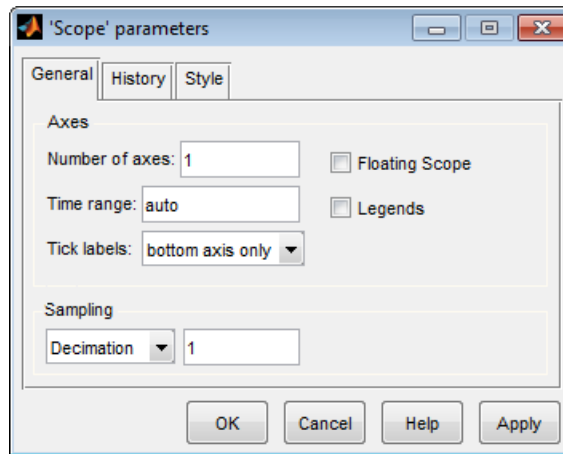 'Scope' parameters
General History Style
Axes
Number of axes: 1 Floating Scope
Time range: auto Legends
Tick labels: bottom axis only
Sampling
Decimation 1
OK Cancel Help Apply